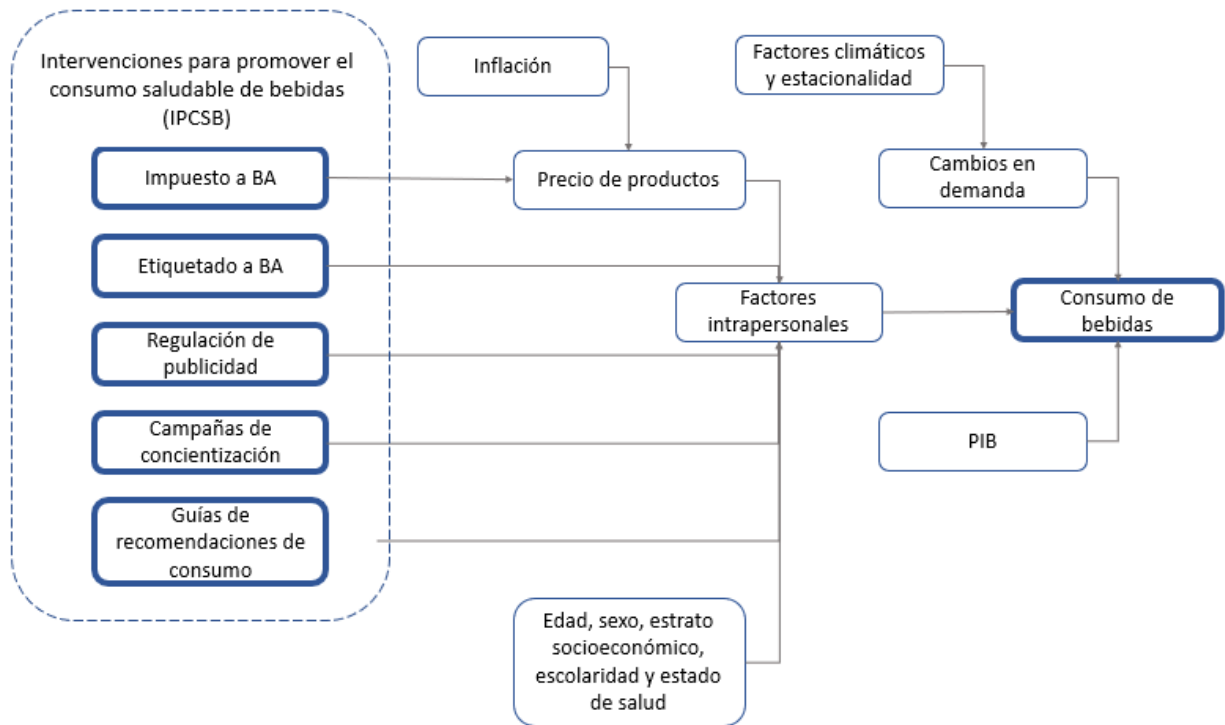 Intervenciones para promover el
consumo saludable de bebidas
(IPCSB)
Impuesto a BA
Etiquetado a BA
Regulación de
publicidad
Campañas de
concientización
Guías de
recomendaciones de
consumo
Inflación
Precio de productos
Factores climáticos
y estacionalidad
Cambios en
demanda
Factores
intrapersonales
Consumo de
bebidas
PIB
Edad, sexo, estrato
socioeconómico,
escolaridad y estado
de salud